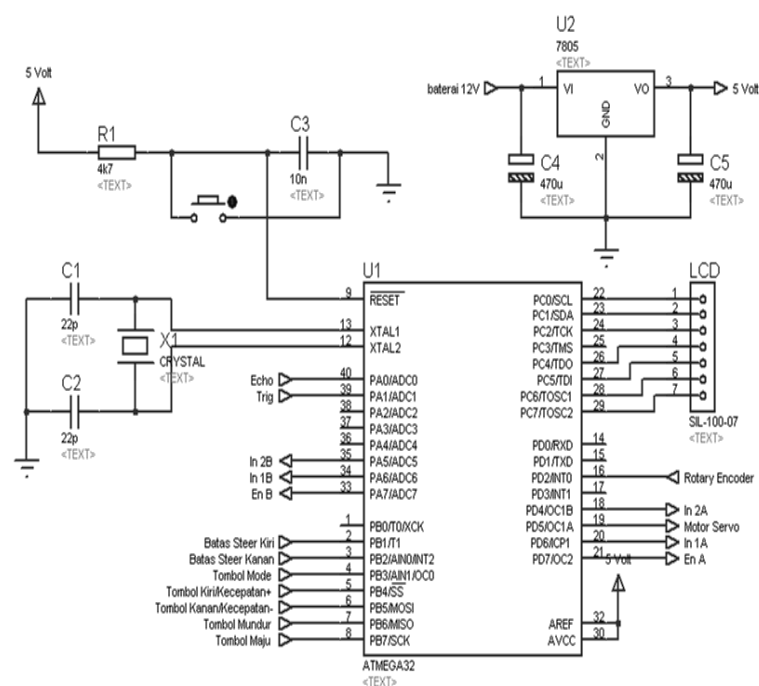 U2
7805
<TEXT>
5 Volt
baterai 12V
1
VI
VO
3
5 Volt
GND
2
R1
4k7
<TEXT>
C3
10n
<TEXT>
C4
470u
<TEXT>
C5
470u
<TEXT>
C1
22p
<TEXT>
X1
CRYSTAL
<TEXT>
C2
22p
<TEXT>
U1
LCD
9 RESET
13 XTAL1
12 XTAL2
Echo 40 PA0/ADC0
Trig 39 PA1/ADC1
38 PA2/ADC2
37 PA3/ADC3
36 PA4/ADC4
In 2B 35 PA5/ADC5
In 1B 34 PA6/ADC6
En B 33 PA7/ADC7
1 PB0/T0/XCK
Batas Steer Kiri 2 PB1/T1
Batas Steer Kanan 3 PB2/AIN0/INT2
Tombol Mode 4 PB3/AIN1/OC0
Tombol Kiri/Kecepatan+ 5 PB4/SS
Tombol Kanan/Kecepatan- 6 PB5/MOSI
Tombol Mundur 7 PB6/MISO
Tombol Maju 8 PB7/SCK
PC0/SCL 22 1
PC1/SDA 23 2
PC2/TCK 24 3
PC3/TMS 25 4
PC4/TDO 26 5
PC5/TDI 27 6
PC6/TOSC1 28 7
PC7/TOSC2 29
SIL-100-07
<TEXT>
PD0/RXD 14
PD1/TXD 15
PD2/INT0 16 Rotary Encoder
PD3/INT1 17
PD4/OC1B 18 In 2A
PD5/OC1A 19 Motor Servo
PD6/ICP1 20 In 1A
PD7/OC2 21 En A
5 Volt
AREF 32
AVCC 30
ATMEGA32
<TEXT>